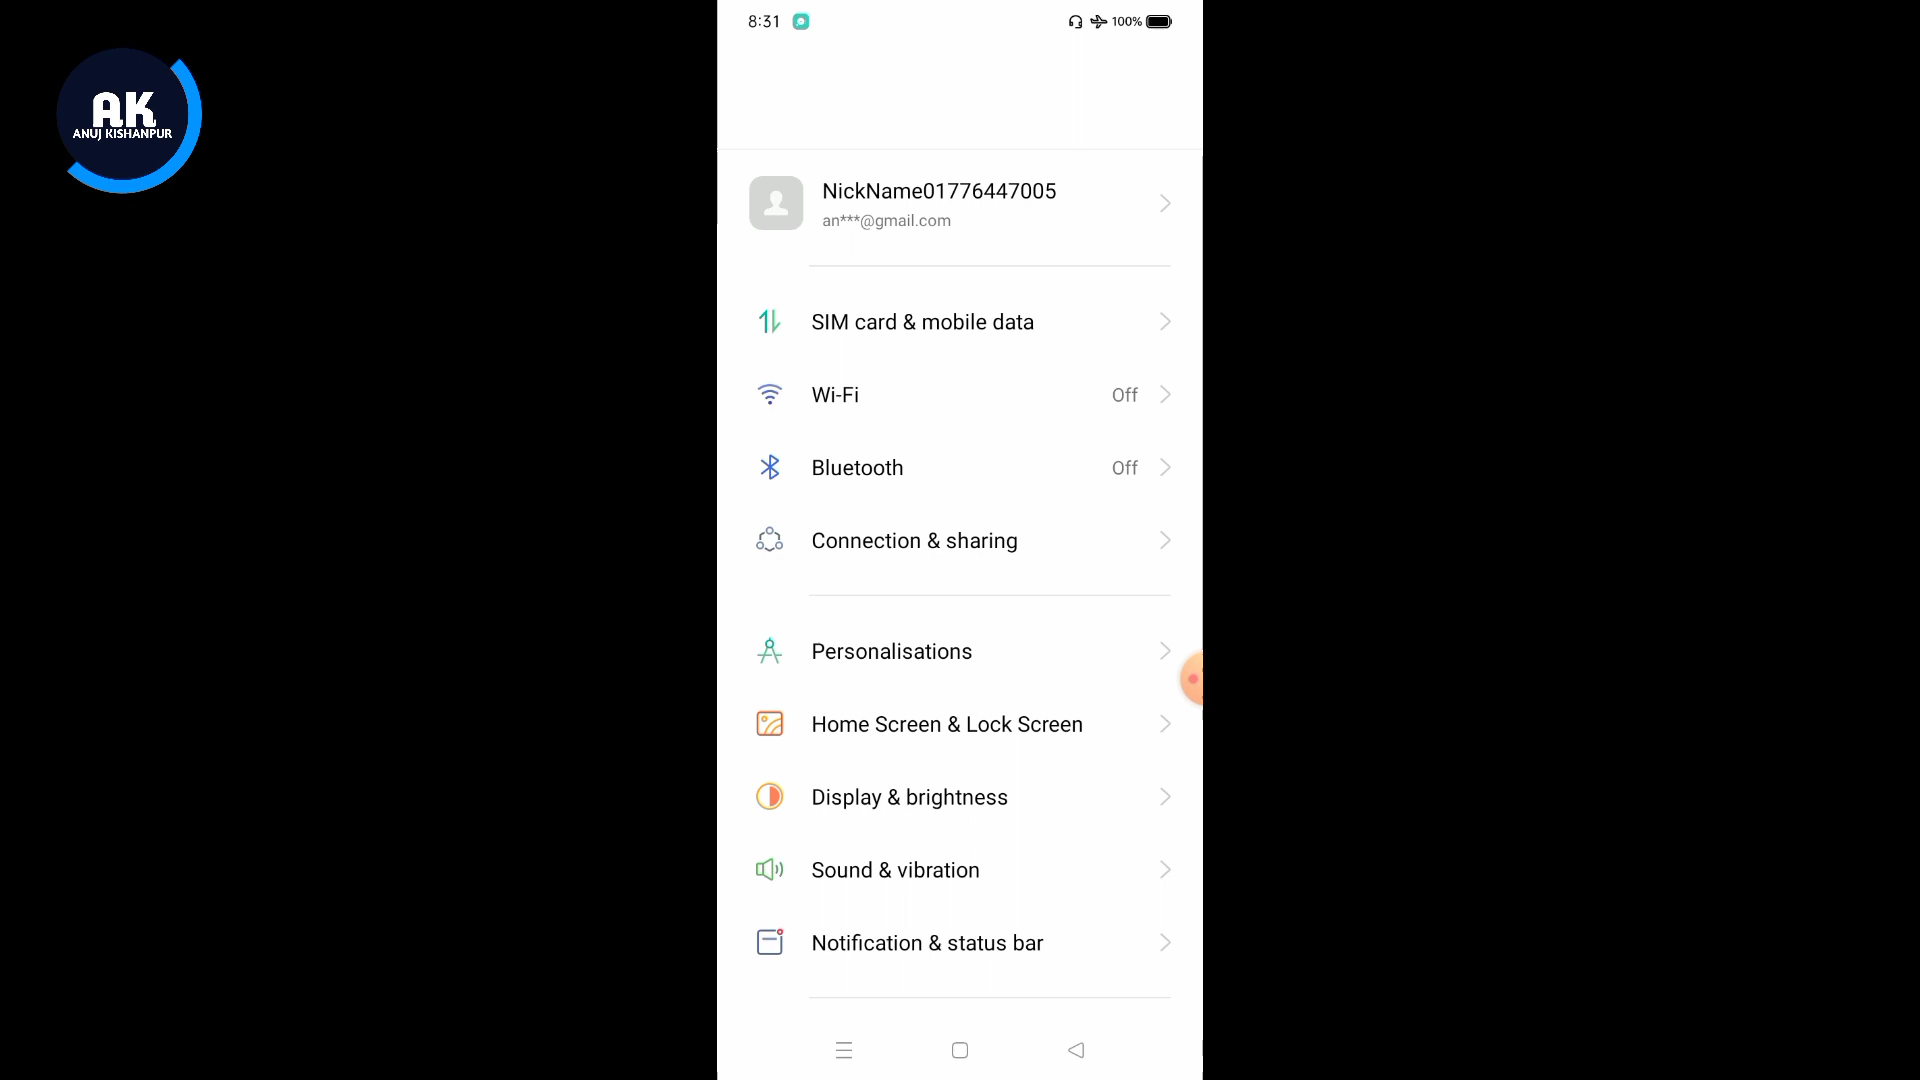 8:31
100%
AK
ANUJ KISHANPUR
NickName01776447005
an***@gmail.com
SIM card & mobile data
Wi-Fi
Off
Bluetooth
Off
Connection & sharing
Personalisations
Home Screen & Lock Screen
Display & brightness
Sound & vibration
Notification & status bar